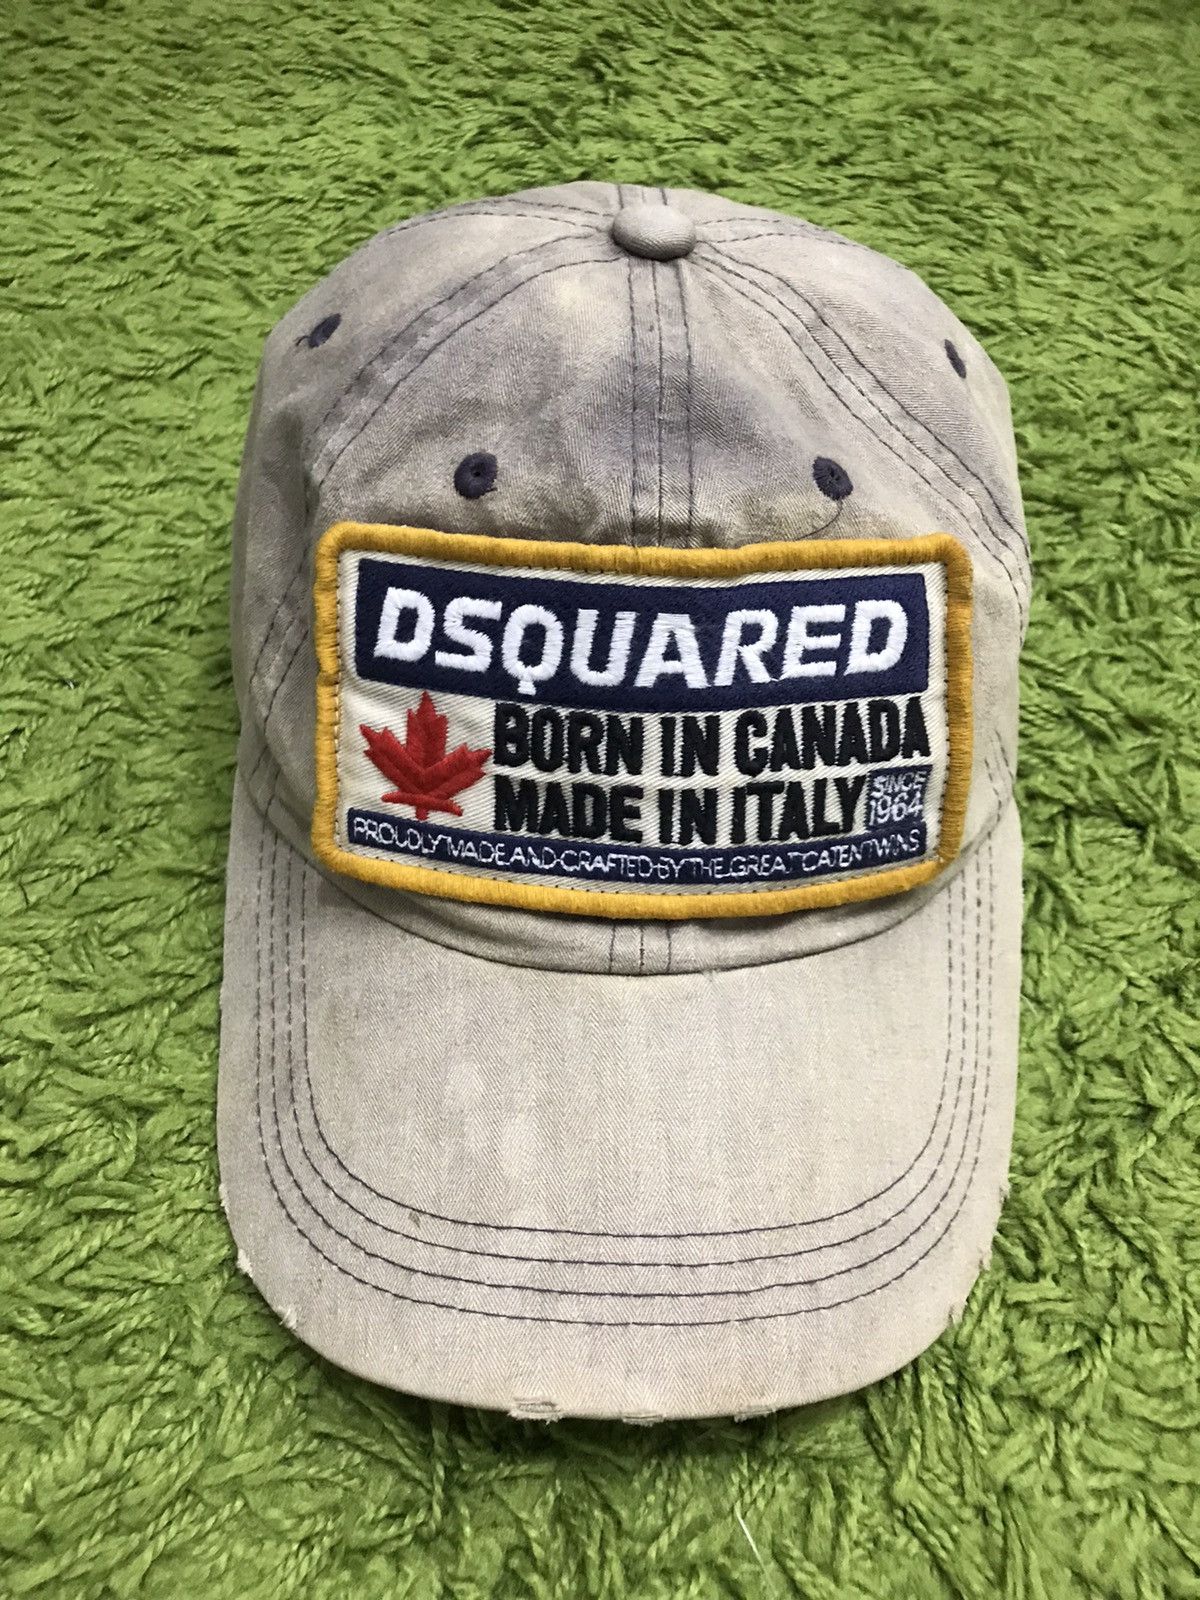 DSQUARED
BORN IN CANADA
MADE IN ITALY
SINCE
1964
PROUDLY MADE AND CRAFTED BY THE GREAT CATEN TWINS